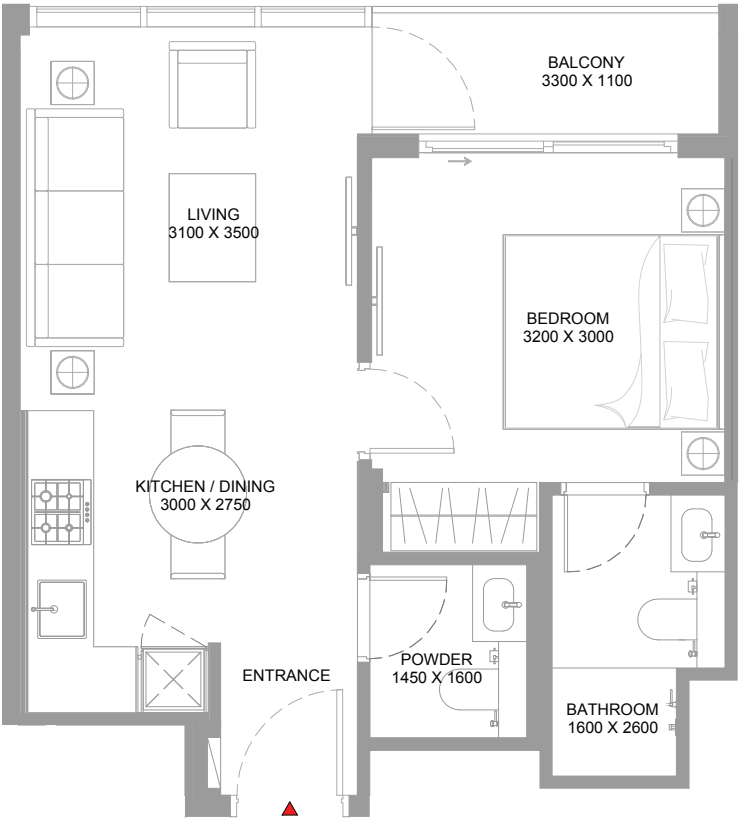 BALCONY
3300 X 1100
LIVING
3100 X 3500
BEDROOM
3200 X 3000
KITCHEN / DINING
3000 X 2750
ENTRANCE
POWDER
1450 X 1600
BATHROOM
1600 X 2600